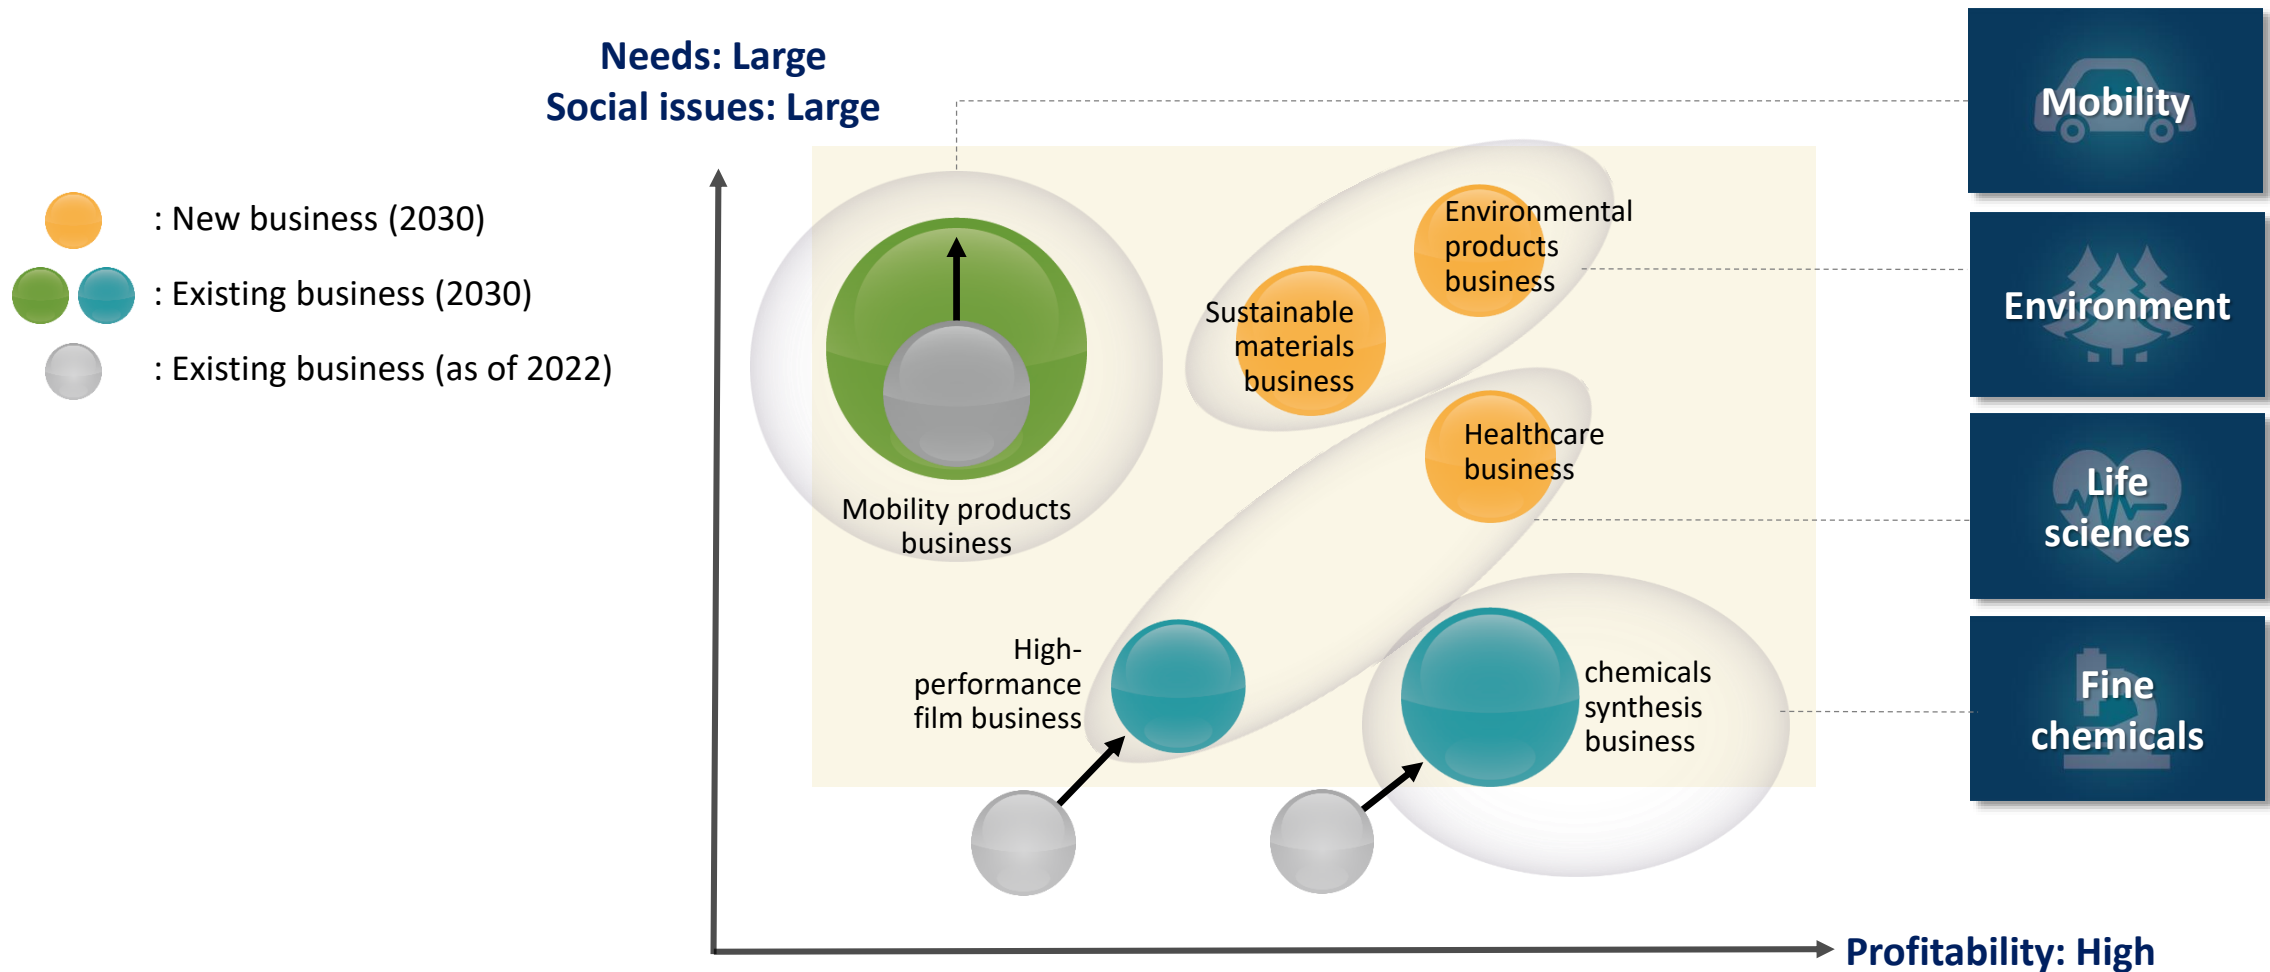 Needs: Large
Social issues: Large
: New business (2030)
: Existing business (2030)
: Existing business (as of 2022)
Environmental
products
business
Sustainable
materials
business
Healthcare
business
Mobility products
business
High-
performance
film business
chemicals
synthesis
business
Profitability: High
Mobility
Environment
Life
sciences
Fine
chemicals